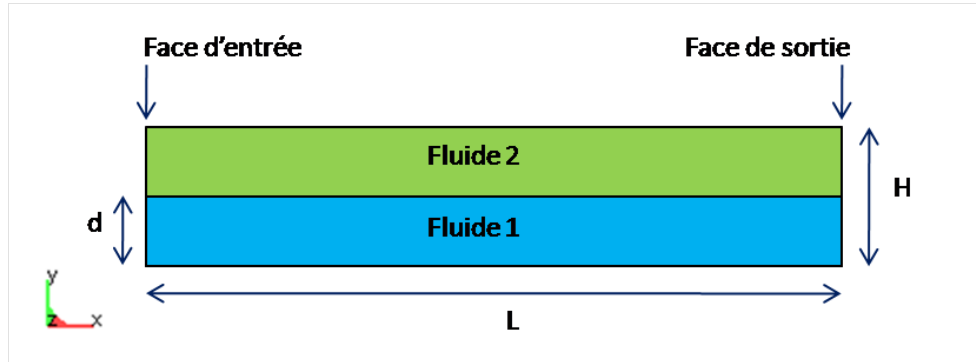 Face d'entrée
Face de sortie
Fluide 2
H
d
Fluide 1
y
z
x
L